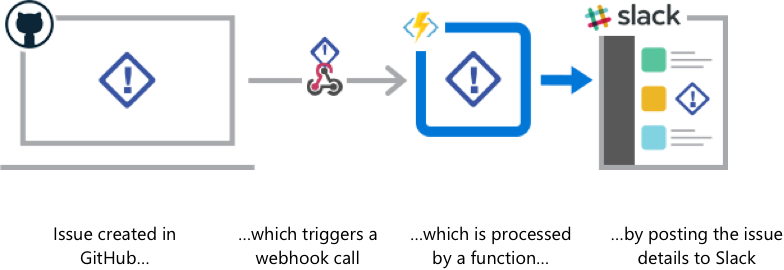 slack
Issue created in
GitHub...
...which triggers a
webhook call
...which is processed
by a function...
...by posting the issue
details to Slack